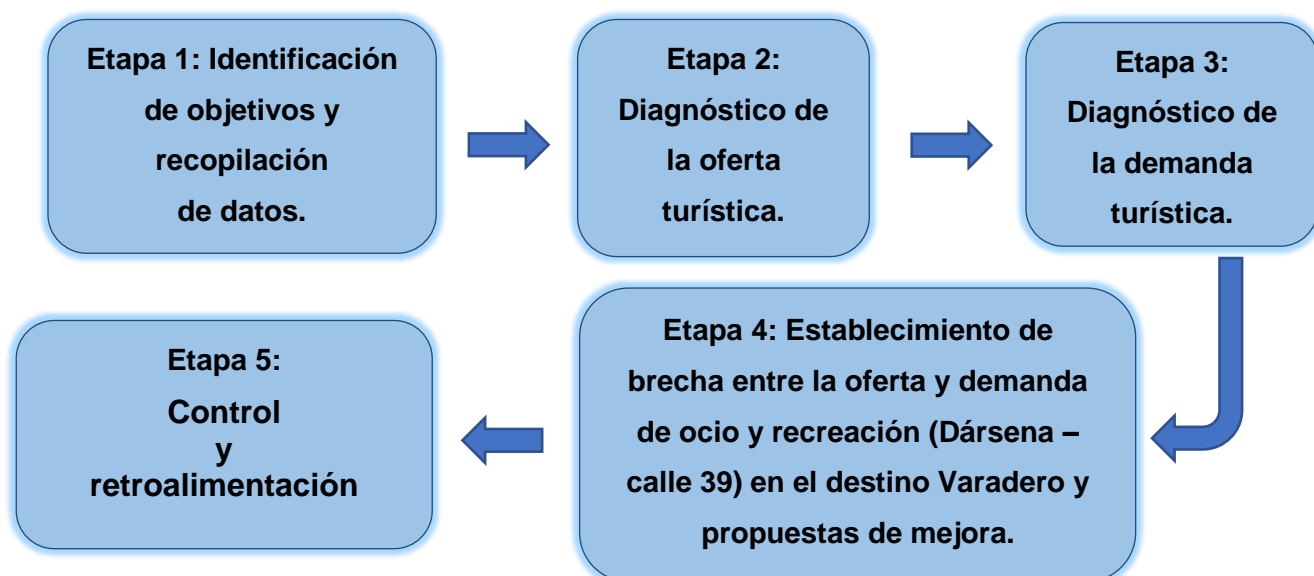 Etapa 1: Identificación
de objetivos y
recopilación
de datos.
Etapa 2:
Diagnóstico de
la oferta
turística.
Etapa 3:
Diagnóstico de
la demanda
turística.
Etapa 4: Establecimiento de
brecha entre la oferta y demanda
de ocio y recreación (Dársena –
calle 39) en el destino Varadero y
propuestas de mejora.
Etapa 5:
Control
y
retroalimentación